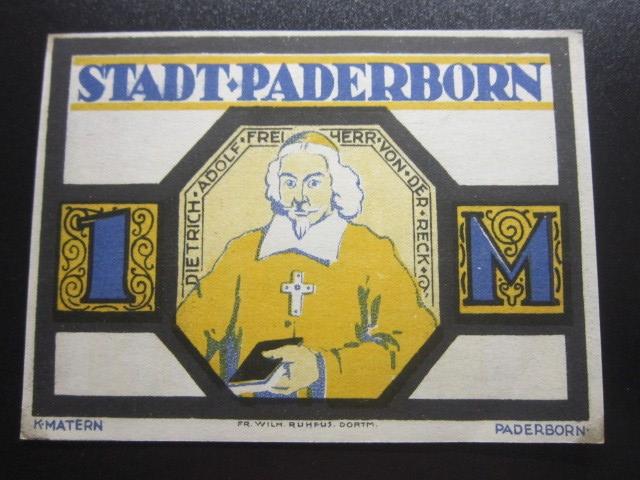 STADT·PADERBORN
DIETRICH·ADOLF·FREIHERR·VON·DER·RECK·
1 M
K·MATERN
FR. WILH. RUHFUS. DORTM.
PADERBORN·